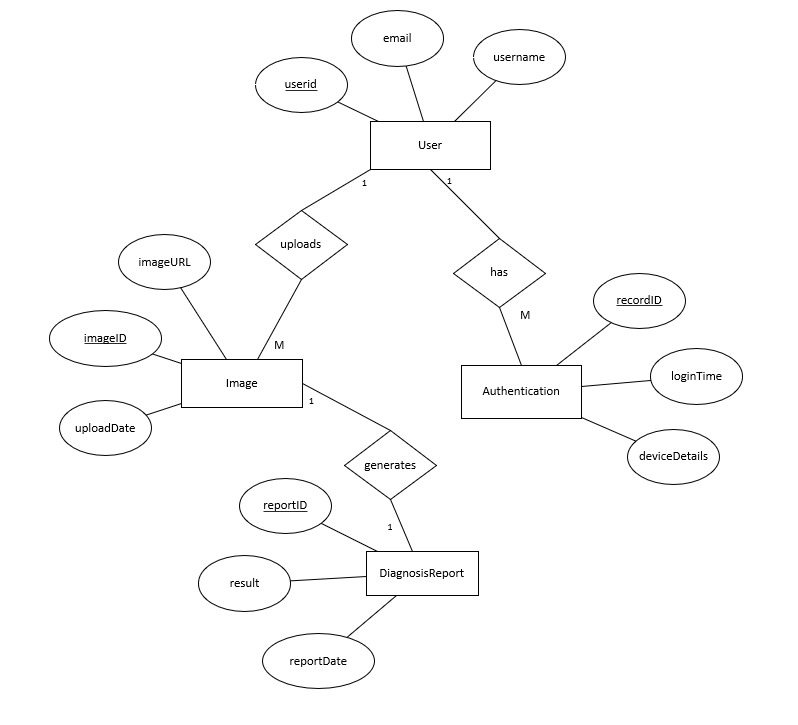 email
username
userid
User
1
1
uploads
imageURL
has
recordID
M
imageID
M
loginTime
Image
Authentication
1
uploadDate
deviceDetails
generates
reportID
1
DiagnosisReport
result
reportDate